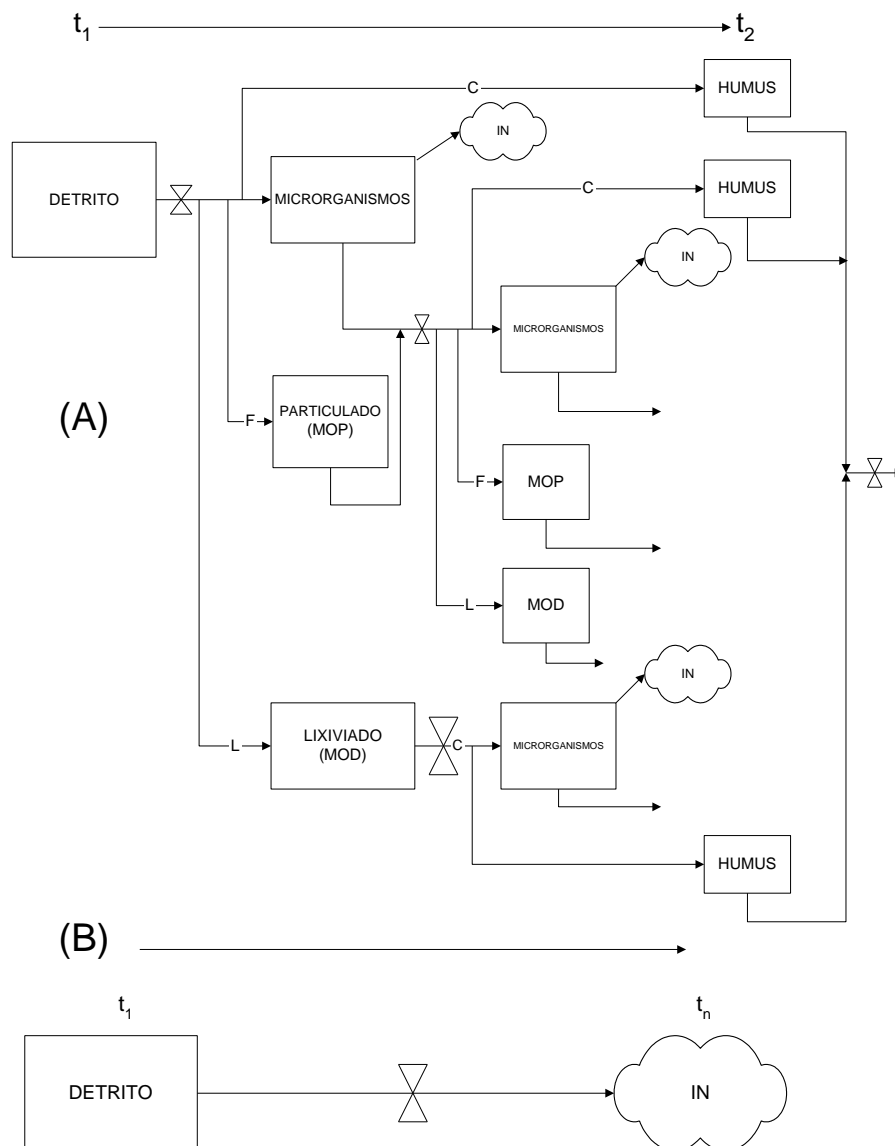 t1
t2
C
HUMUS
IN
DETRITO
MICRORGANISMOS
C
HUMUS
IN
MICRORGANISMOS
(A)
F
PARTICULADO
(MOP)
F
MOP
L
MOD
IN
L
LIXIVIADO
(MOD)
C
MICRORGANISMOS
HUMUS
(B)
t1
tn
DETRITO
IN